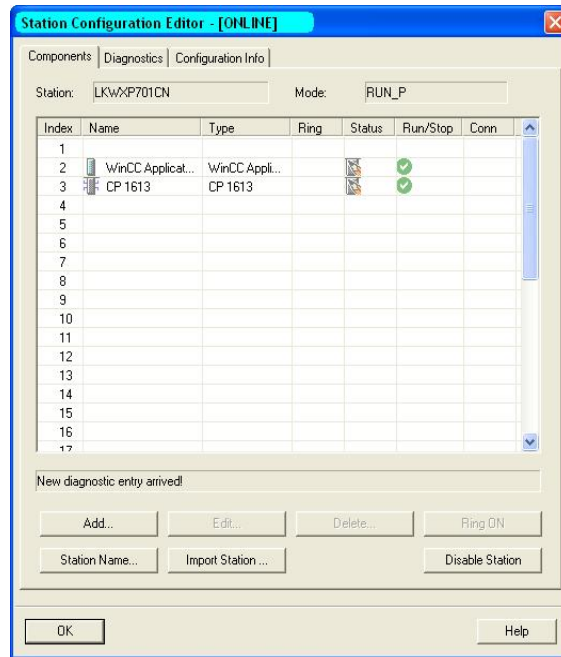 Station Configuration Editor - [ONLINE]
Components Diagnostics Configuration Info
Station: LKWXP701CN Mode: RUN_P
Index Name Type Ring Status Run/Stop Conn
1
2 WinCC Applicat... WinCC Appli...
3 CP 1613 CP 1613
4
5
6
7
8
9
10
11
12
13
14
15
16
17
New diagnostic entry arrived!
Add... Edit... Delete... Ring ON
Station Name... Import Station ... Disable Station
OK Help